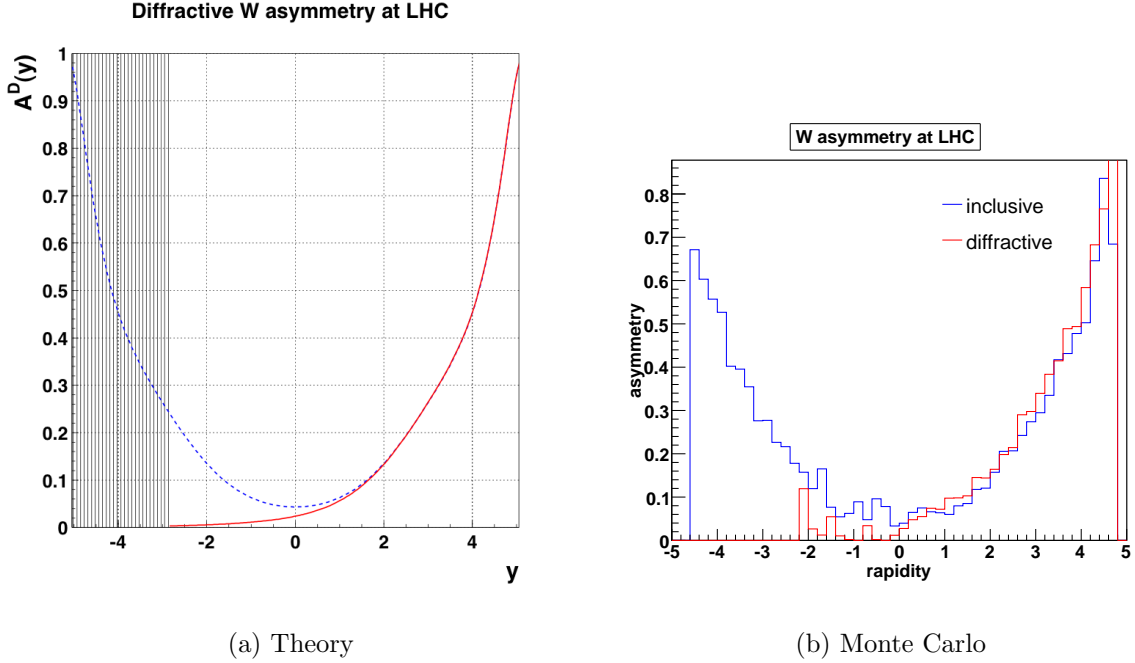 Diffractive W asymmetry at LHC
A^D(y)
1
0.9
0.8
0.7
0.6
0.5
0.4
0.3
0.2
0.1
0
-4 -2 0 2 4
y
(a) Theory
W asymmetry at LHC
inclusive
diffractive
asymmetry
0.8
0.7
0.6
0.5
0.4
0.3
0.2
0.1
0
-5 -4 -3 -2 -1 0 1 2 3 4 5
rapidity
(b) Monte Carlo